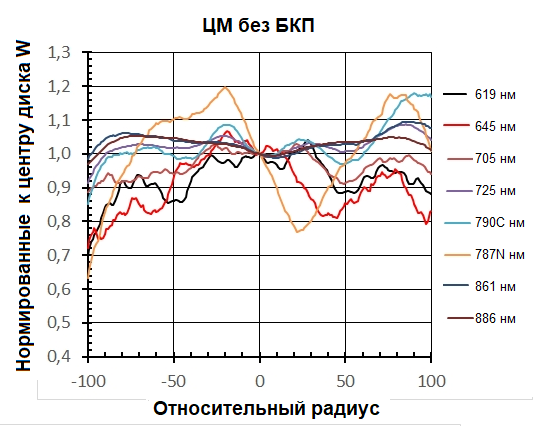 ЦМ без БКП
Нормированные к центру диска W
1,3
1,2
1,1
1,0
0,9
0,8
0,7
0,6
0,5
0,4
-100
-50
0
50
100
Относительный радиус
619 нм
645 нм
705 нм
725 нм
790C нм
787N нм
861 нм
886 нм